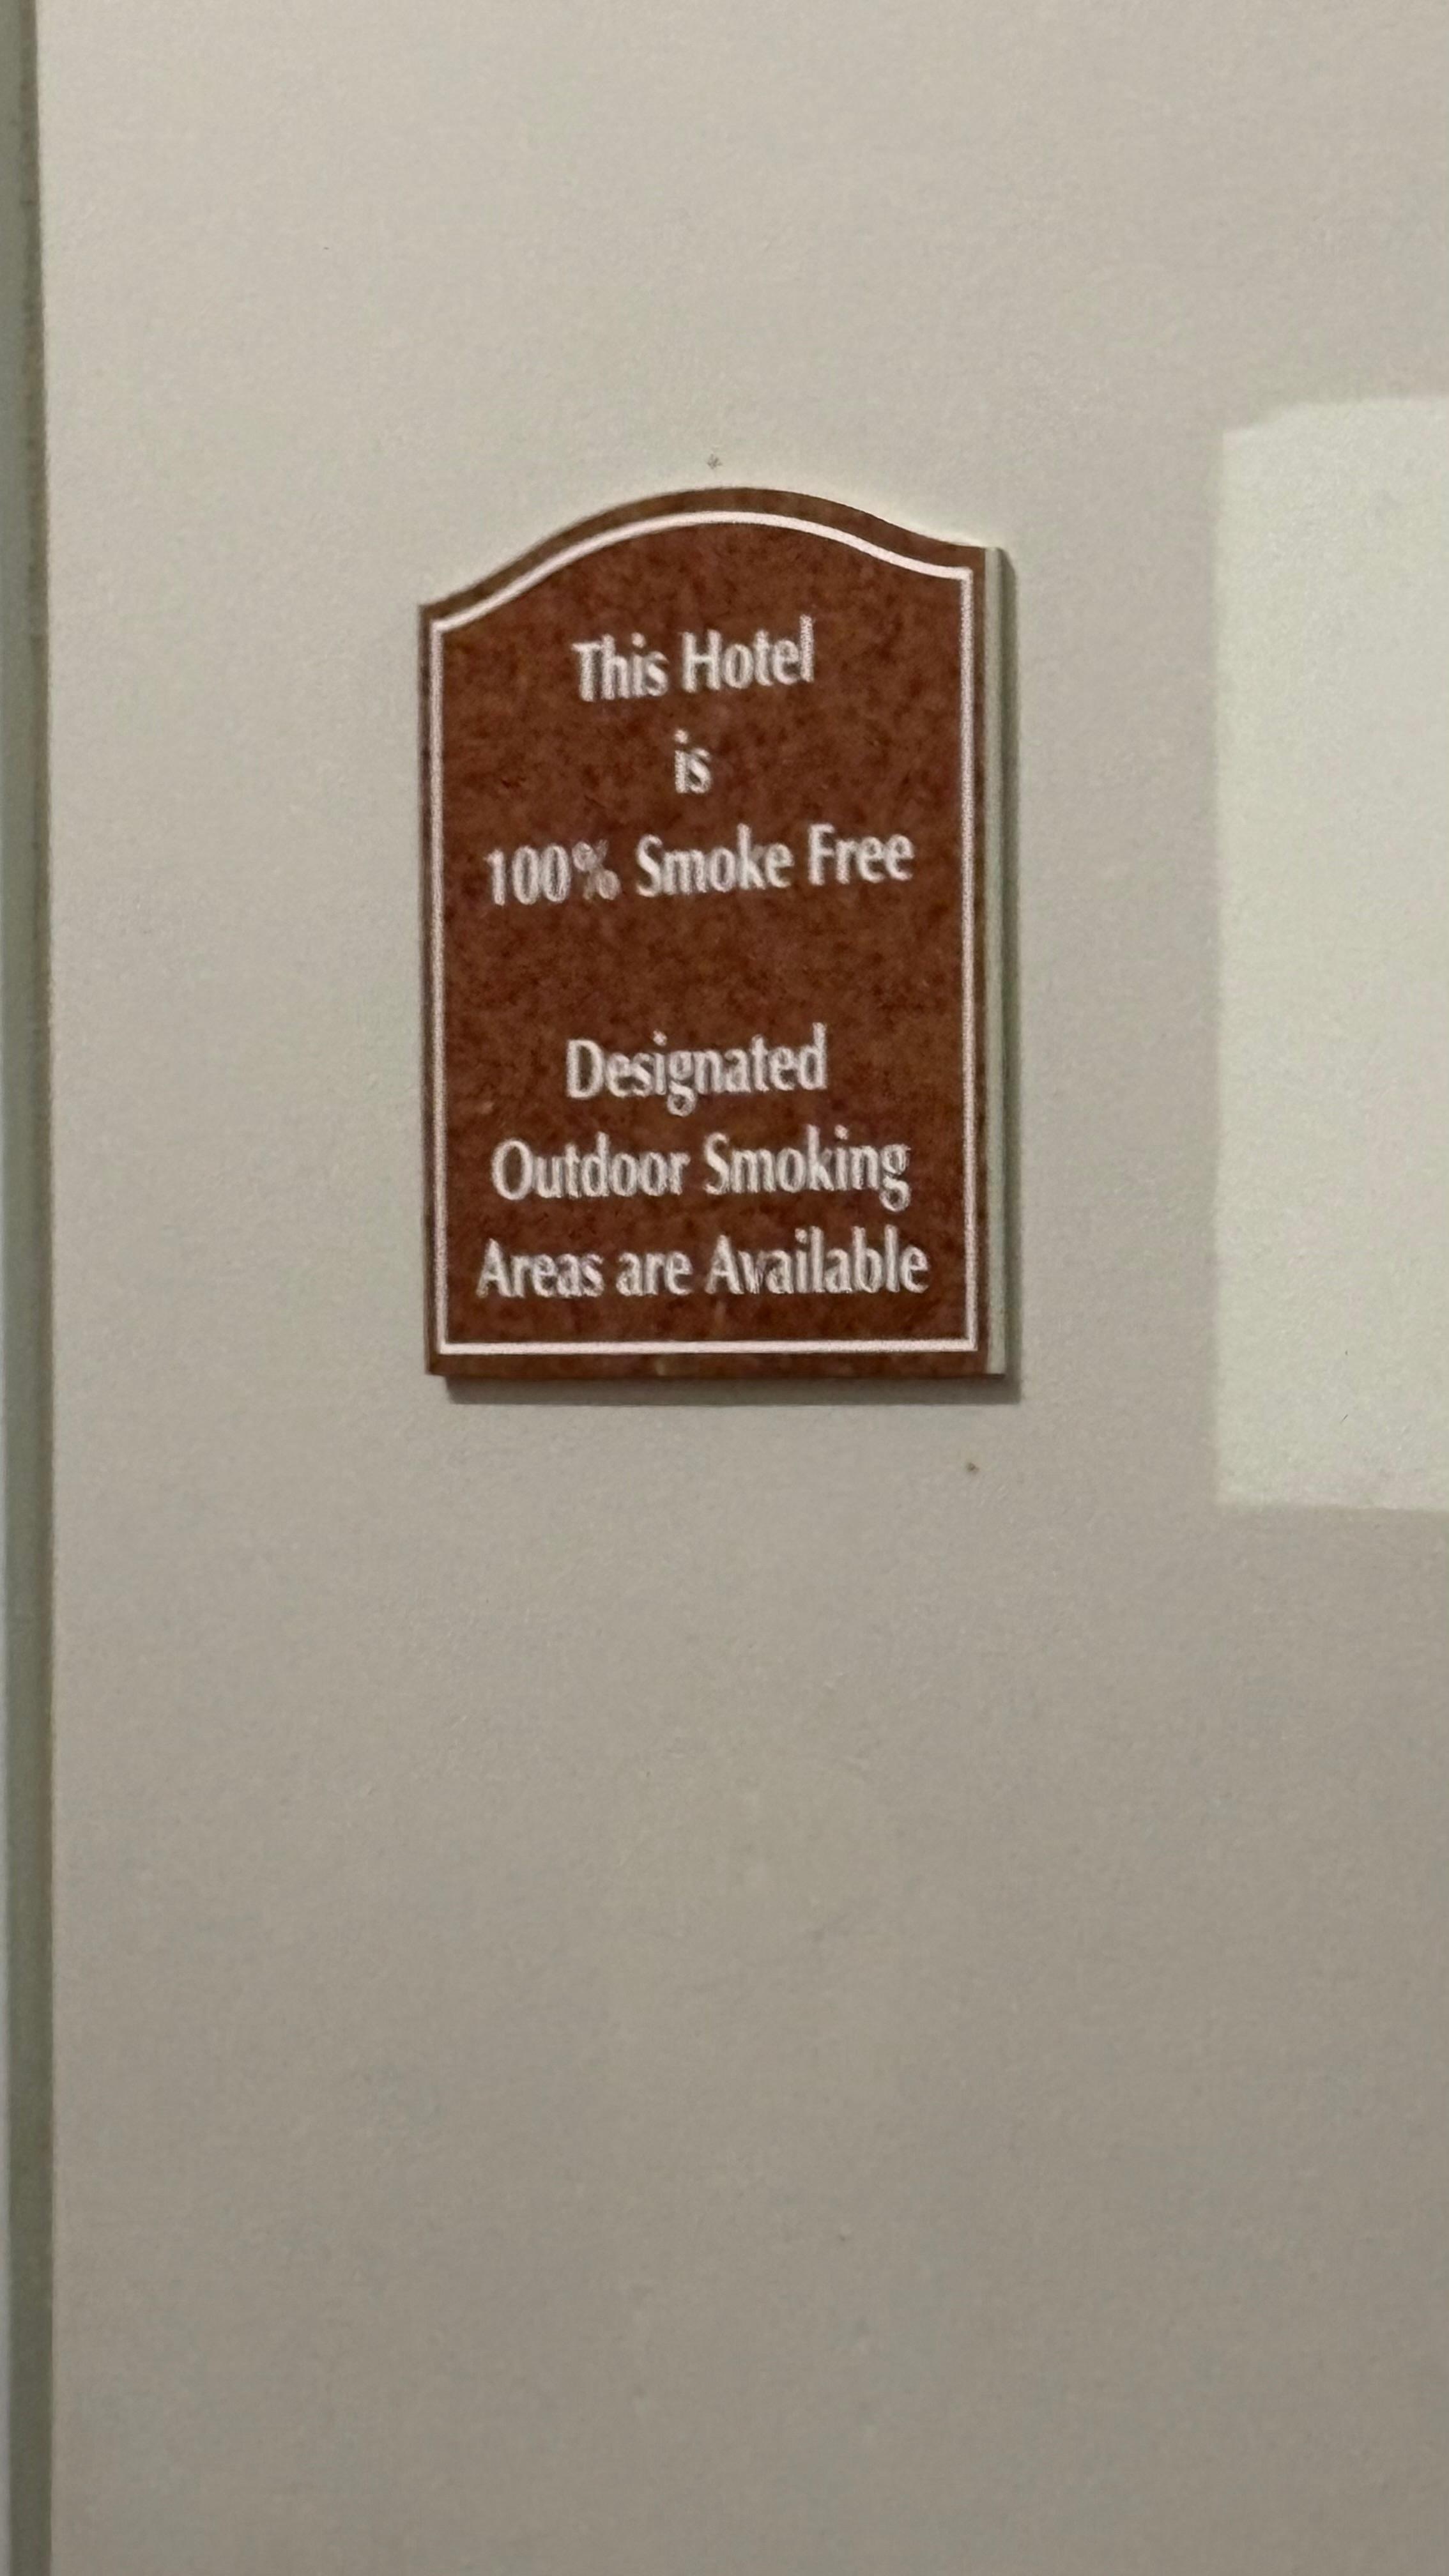 This Hotel
is
100% Smoke Free
Designated
Outdoor Smoking
Areas are Available